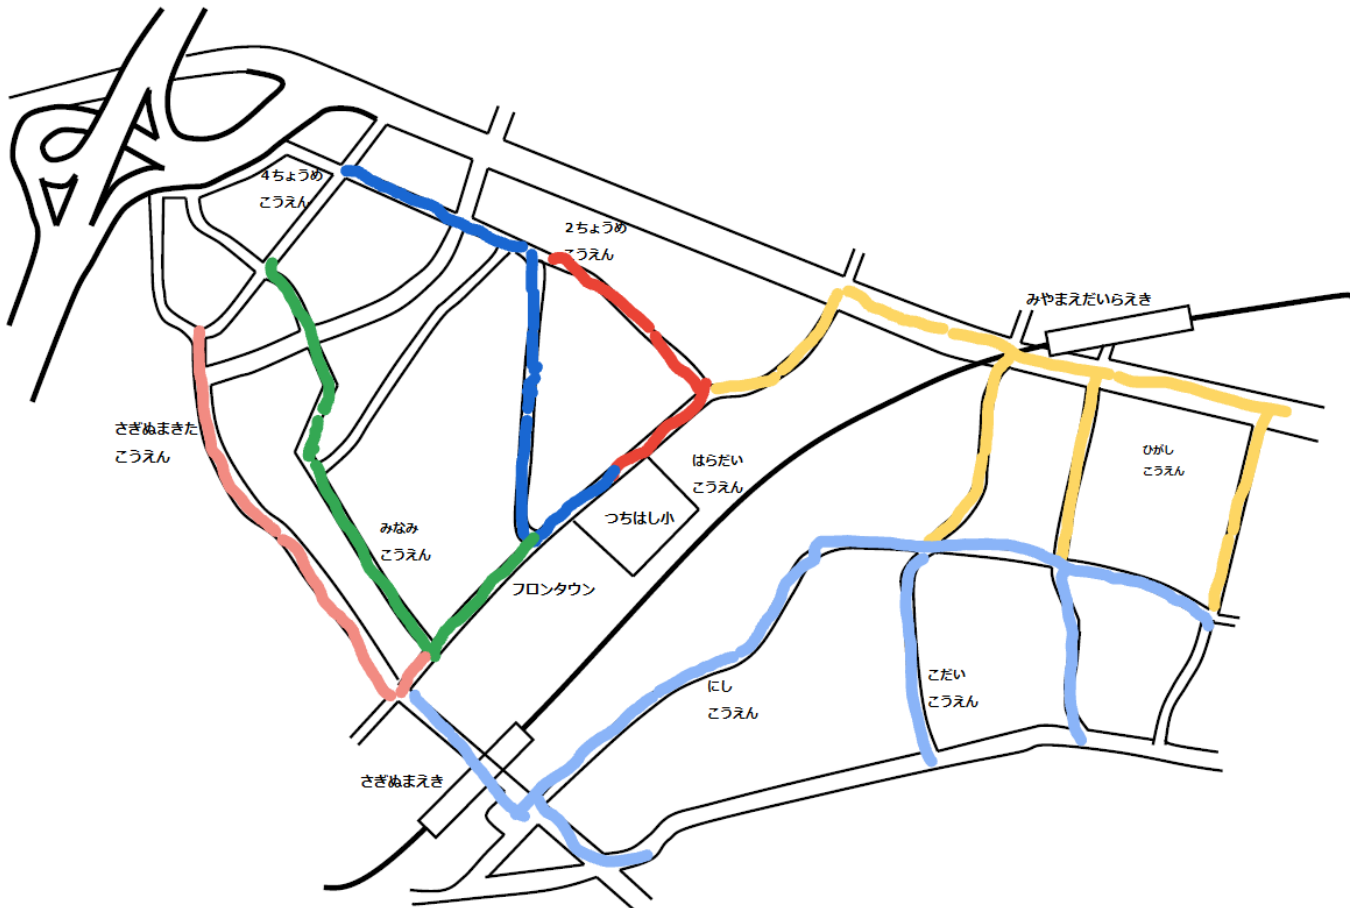 4ちょうめ
こうえん
2ちょうめ
こうえん
みやまえだいらえき
さぎぬまきた
こうえん
はらだい
こうえん
ひがし
こうえん
つちはし小
みなみ
こうえん
フロンタウン
にし
こうえん
こだい
こうえん
さぎぬまえき